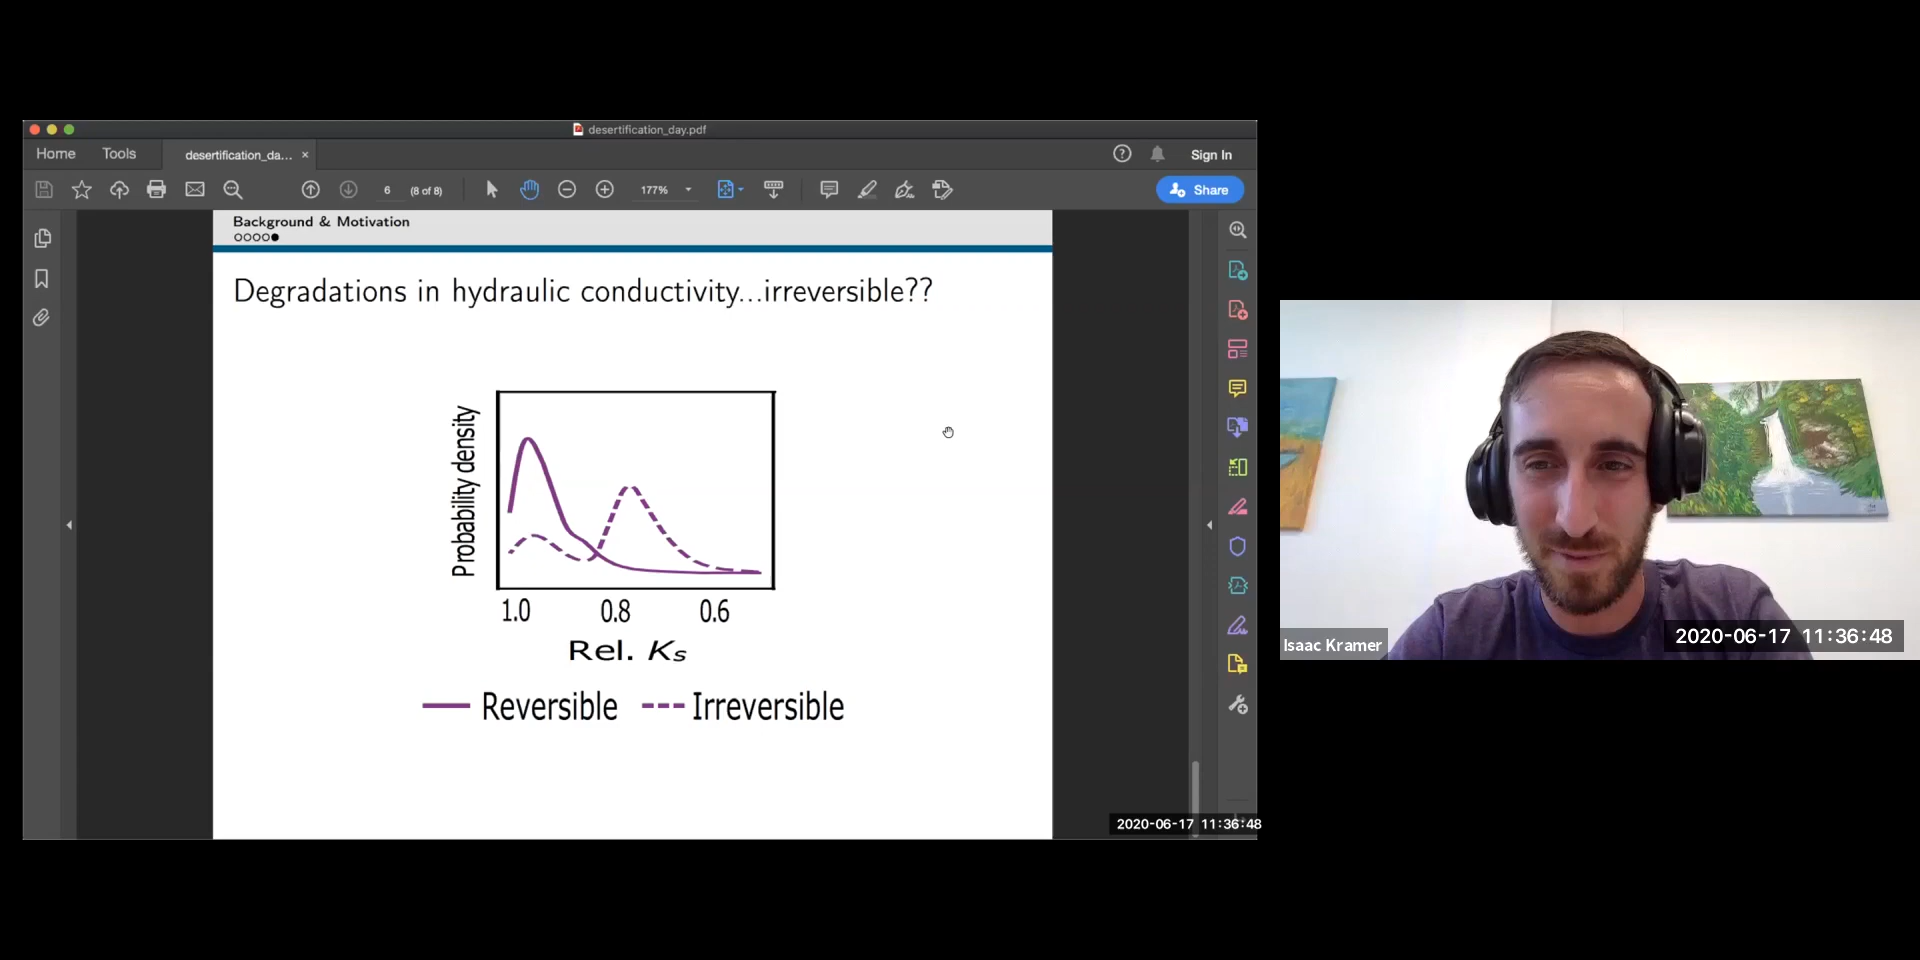 desertification_day.pdf
Home Tools desertification_da... × Sign In
6 (8 of 8) 177% Share
Background & Motivation
Degradations in hydraulic conductivity...irreversible??
Probability density
1.0 0.8 0.6
Rel. Ks
Reversible Irreversible
2020-06-17 11:36:48
Isaac Kramer
2020-06-17 11:36:48